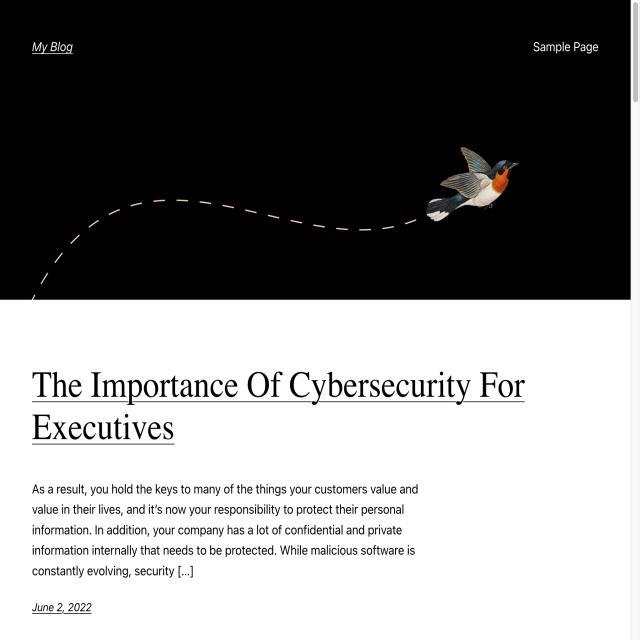 My Blog
Sample Page
The Importance Of Cybersecurity For
Executives
As a result, you hold the keys to many of the things your customers value and
value in their lives, and it’s now your responsibility to protect their personal
information. In addition, your company has a lot of confidential and private
information internally that needs to be protected. While malicious software is
constantly evolving, security […]
June 2, 2022